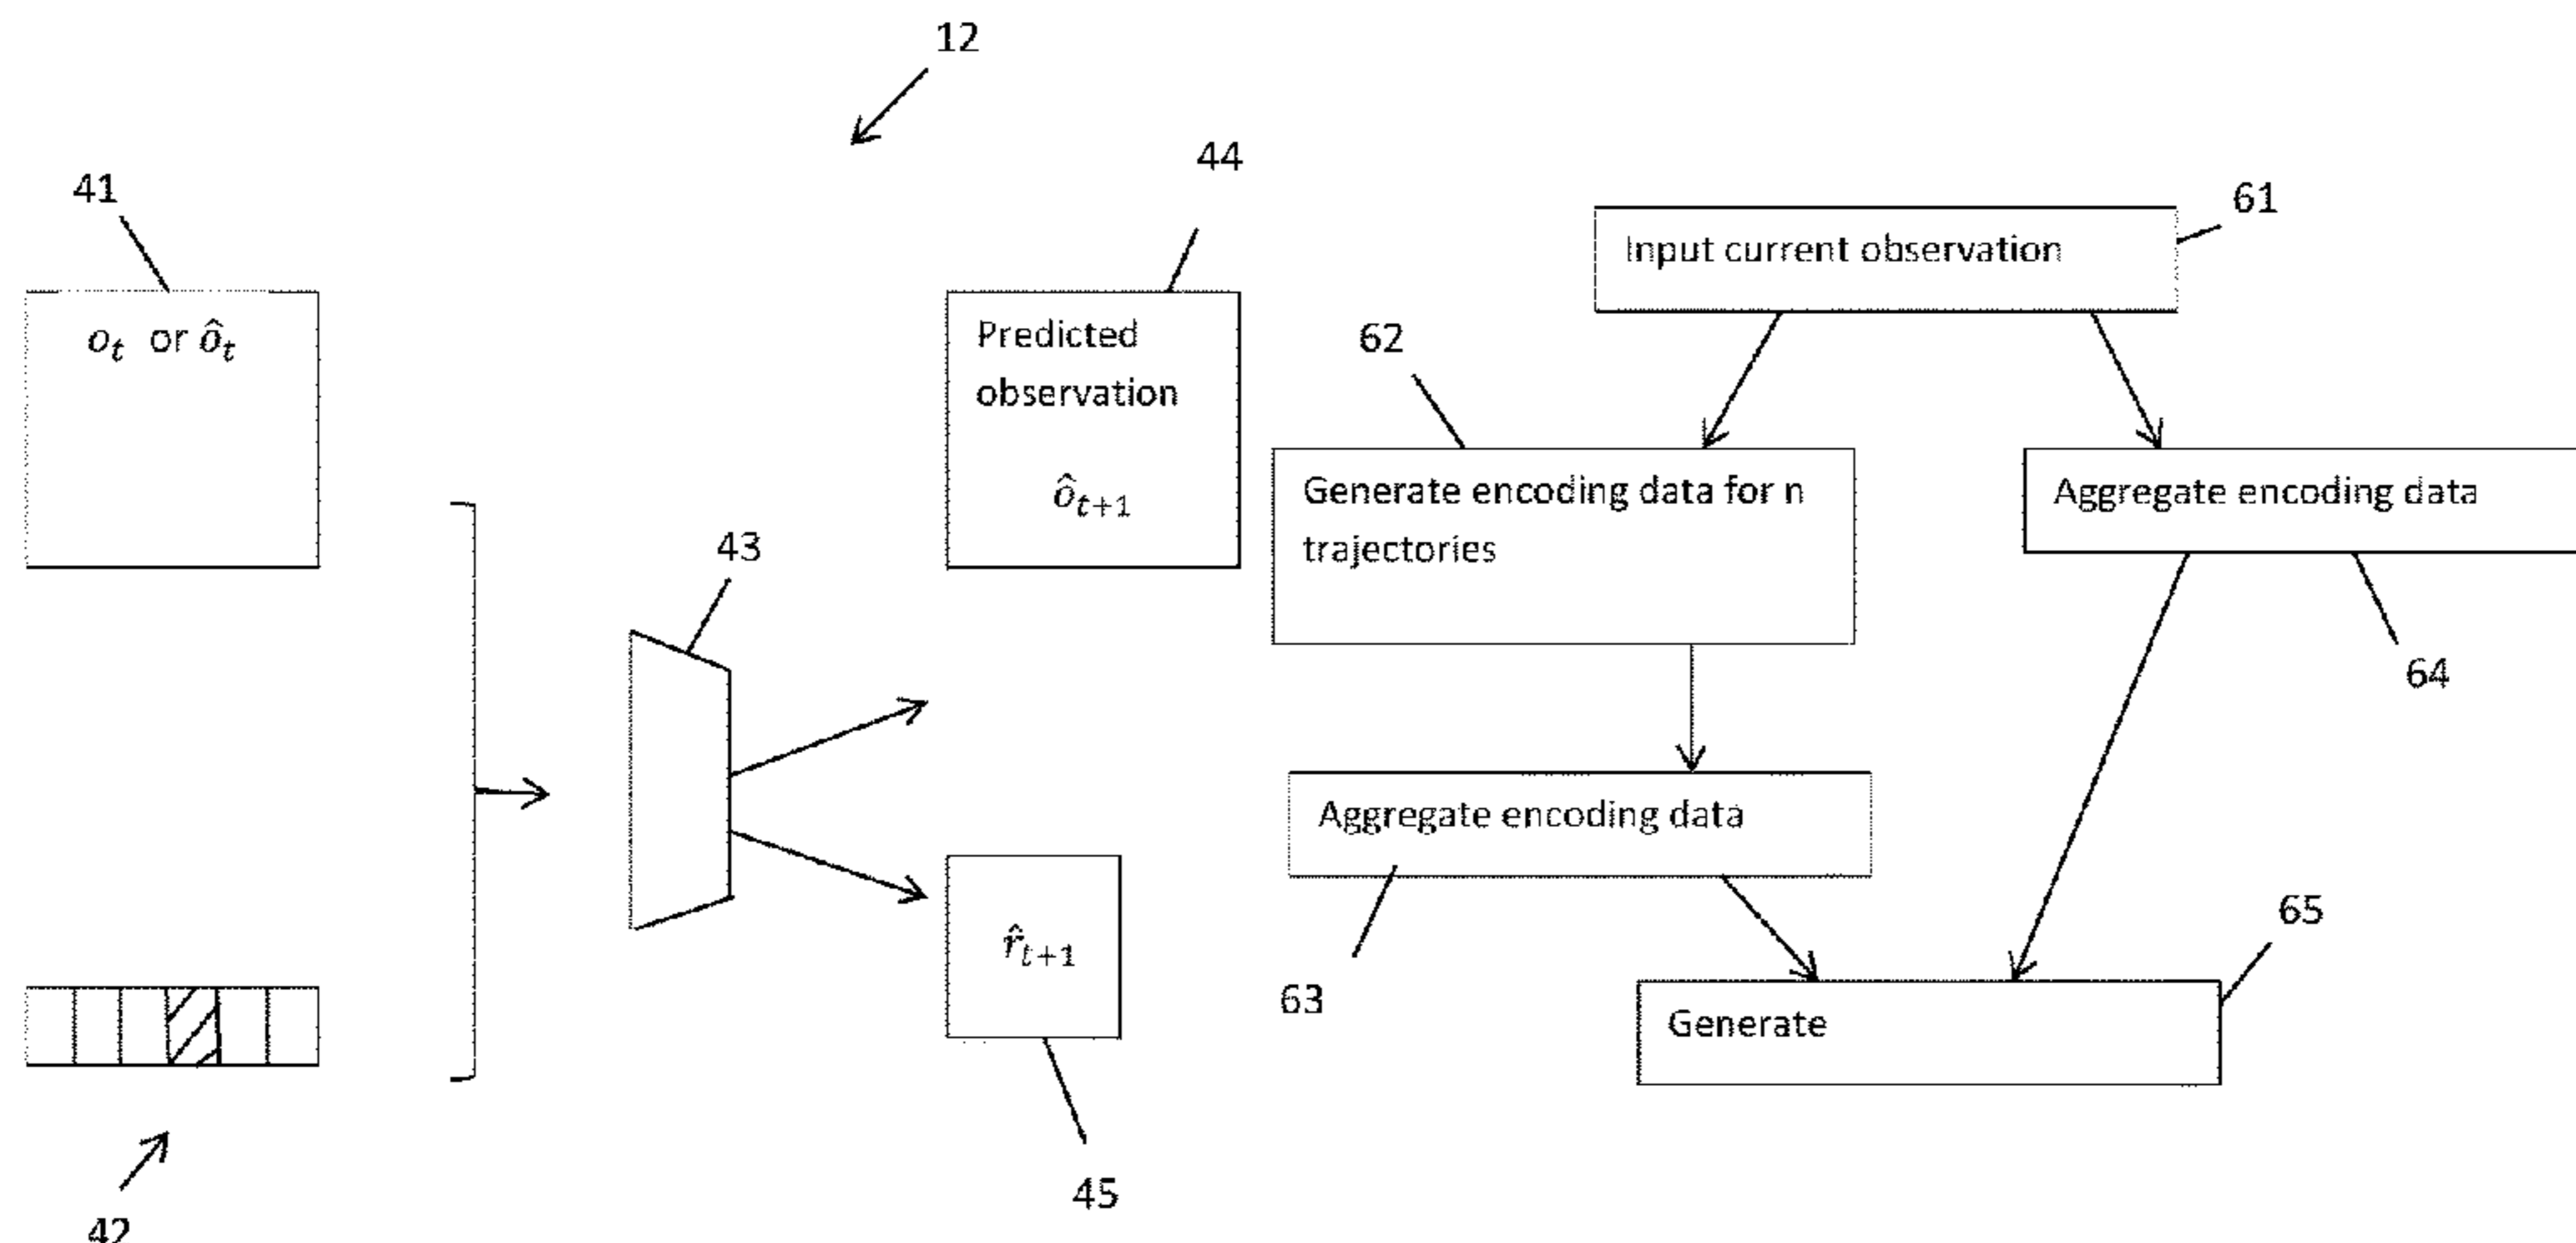 12
41
o_t or ô_t
43
44
Predicted
observation
ô_{t+1}
r̂_{t+1}
45
42
61
Input current observation
62
Generate encoding data for n
trajectories
Aggregate encoding data
64
Aggregate encoding data
63
65
Generate